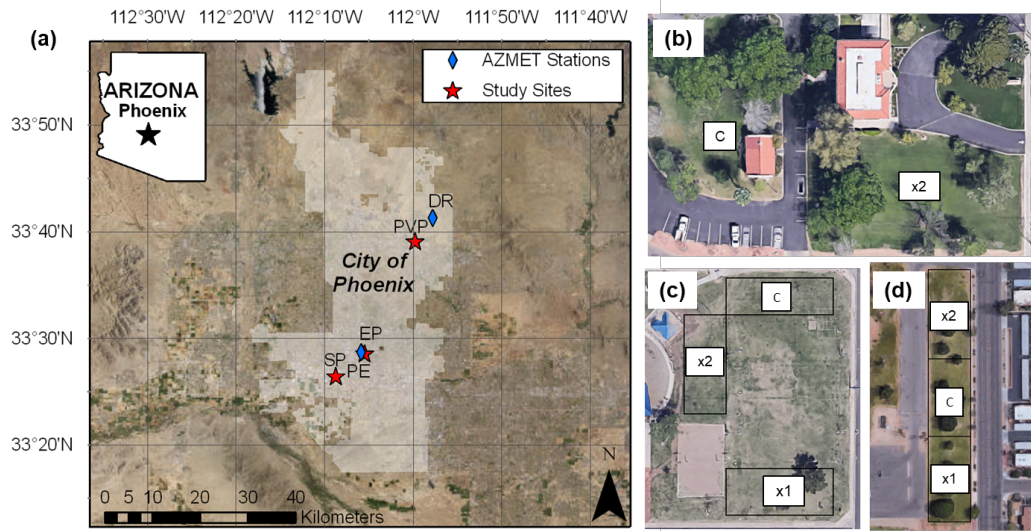 112°30'W 112°20'W 112°10'W 112°W 111°50'W 111°40'W
(a)
AZMET Stations
Study Sites
ARIZONA
Phoenix
33°50'N
33°40'N
33°30'N
33°20'N
DR
PVP
City of
Phoenix
EP
SP
PE
N
0 5 10 20 30 40
Kilometers
(b)
C
x2
(c)
C
x2
x1
(d)
x2
C
x1